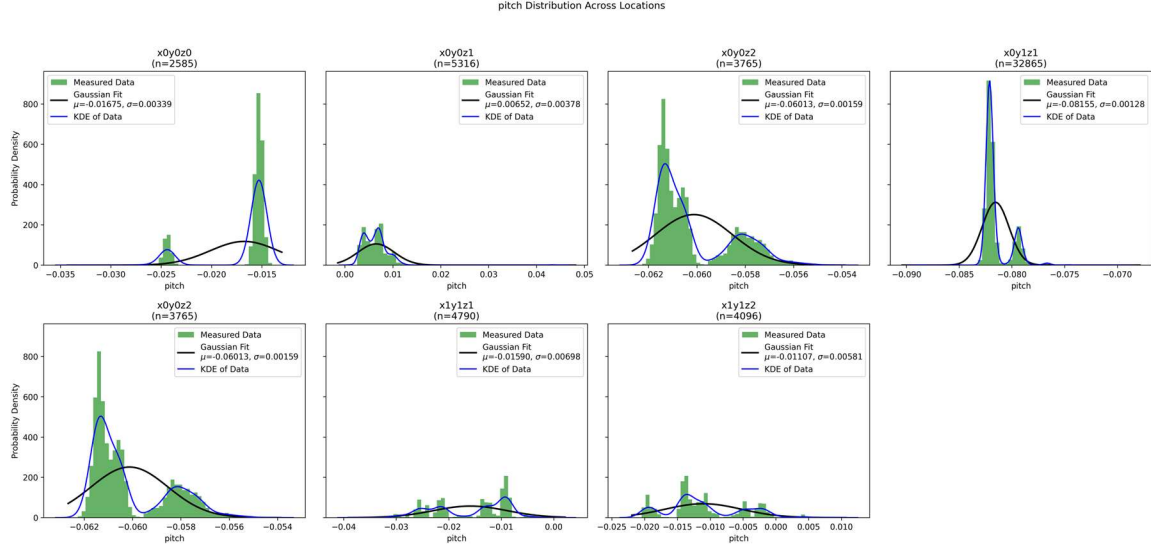 pitch Distribution Across Locations
x0y0z0
(n=2585)
Measured Data
Gaussian Fit
μ=-0.01675, σ=0.00339
KDE of Data
Probability Density
800
600
400
200
0
−0.035 −0.030 −0.025 −0.020 −0.015
pitch
x0y0z1
(n=5316)
Measured Data
Gaussian Fit
μ=0.00652, σ=0.00378
KDE of Data
0.00 0.01 0.02 0.03 0.04 0.05
pitch
x0y0z2
(n=3765)
Measured Data
Gaussian Fit
μ=-0.06013, σ=0.00159
KDE of Data
−0.062 −0.060 −0.058 −0.056 −0.054
pitch
x0y1z1
(n=32865)
Measured Data
Gaussian Fit
μ=-0.08155, σ=0.00128
KDE of Data
−0.090 −0.085 −0.080 −0.075 −0.070
pitch
x0y0z2
(n=3765)
Measured Data
Gaussian Fit
μ=-0.06013, σ=0.00159
KDE of Data
Probability Density
800
600
400
200
0
−0.062 −0.060 −0.058 −0.056 −0.054
pitch
x1y1z1
(n=4790)
Measured Data
Gaussian Fit
μ=-0.01590, σ=0.00698
KDE of Data
−0.04 −0.03 −0.02 −0.01 0.00
pitch
x1y1z2
(n=4096)
Measured Data
Gaussian Fit
μ=-0.01107, σ=0.00581
KDE of Data
−0.025 −0.020 −0.015 −0.010 −0.005 0.000 0.005 0.010
pitch